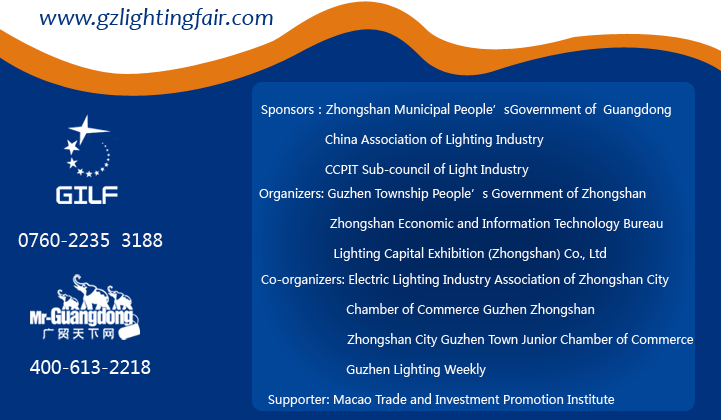 www.gzlightingfair.com
GILF
0760-2235 3188
Mr-Guangdong
广贸天下网
400-613-2218
Sponsors : Zhongshan Municipal People’ sGovernment of Guangdong
China Association of Lighting Industry
CCPIT Sub-council of Light Industry
Organizers: Guzhen Township People’ s Government of Zhongshan
Zhongshan Economic and Information Technology Bureau
Lighting Capital Exhibition (Zhongshan) Co., Ltd
Co-organizers: Electric Lighting Industry Association of Zhongshan City
Chamber of Commerce Guzhen Zhongshan
Zhongshan City Guzhen Town Junior Chamber of Commerce
Guzhen Lighting Weekly
Supporter: Macao Trade and Investment Promotion Institute